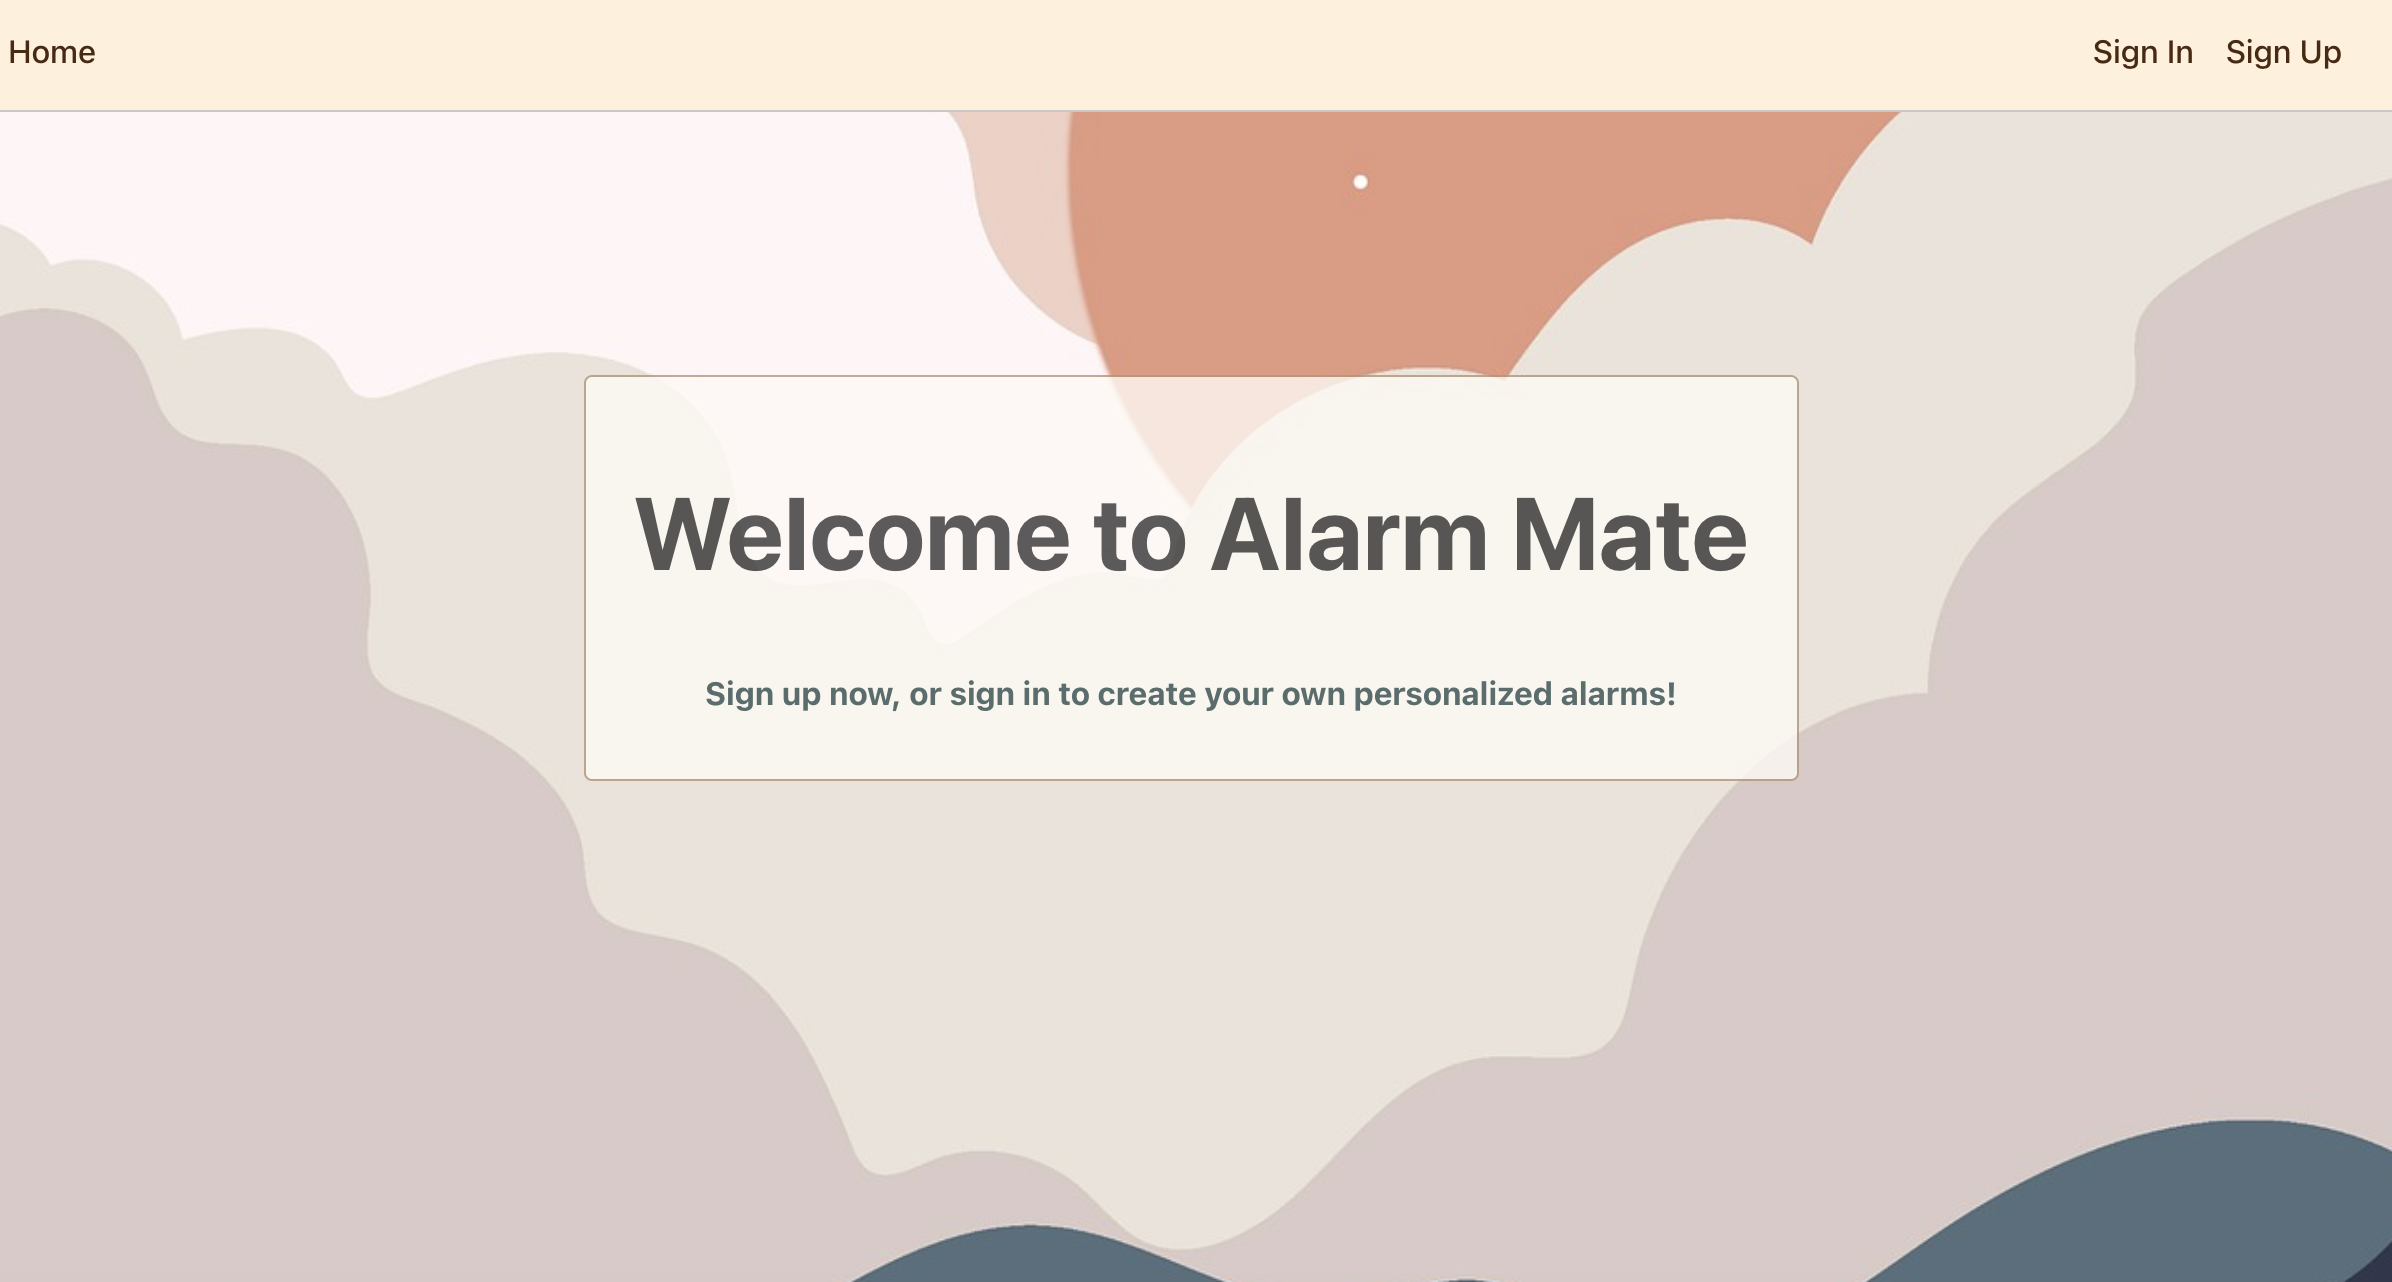 Home
Sign In
Sign Up
Welcome to Alarm Mate
Sign up now, or sign in to create your own personalized alarms!